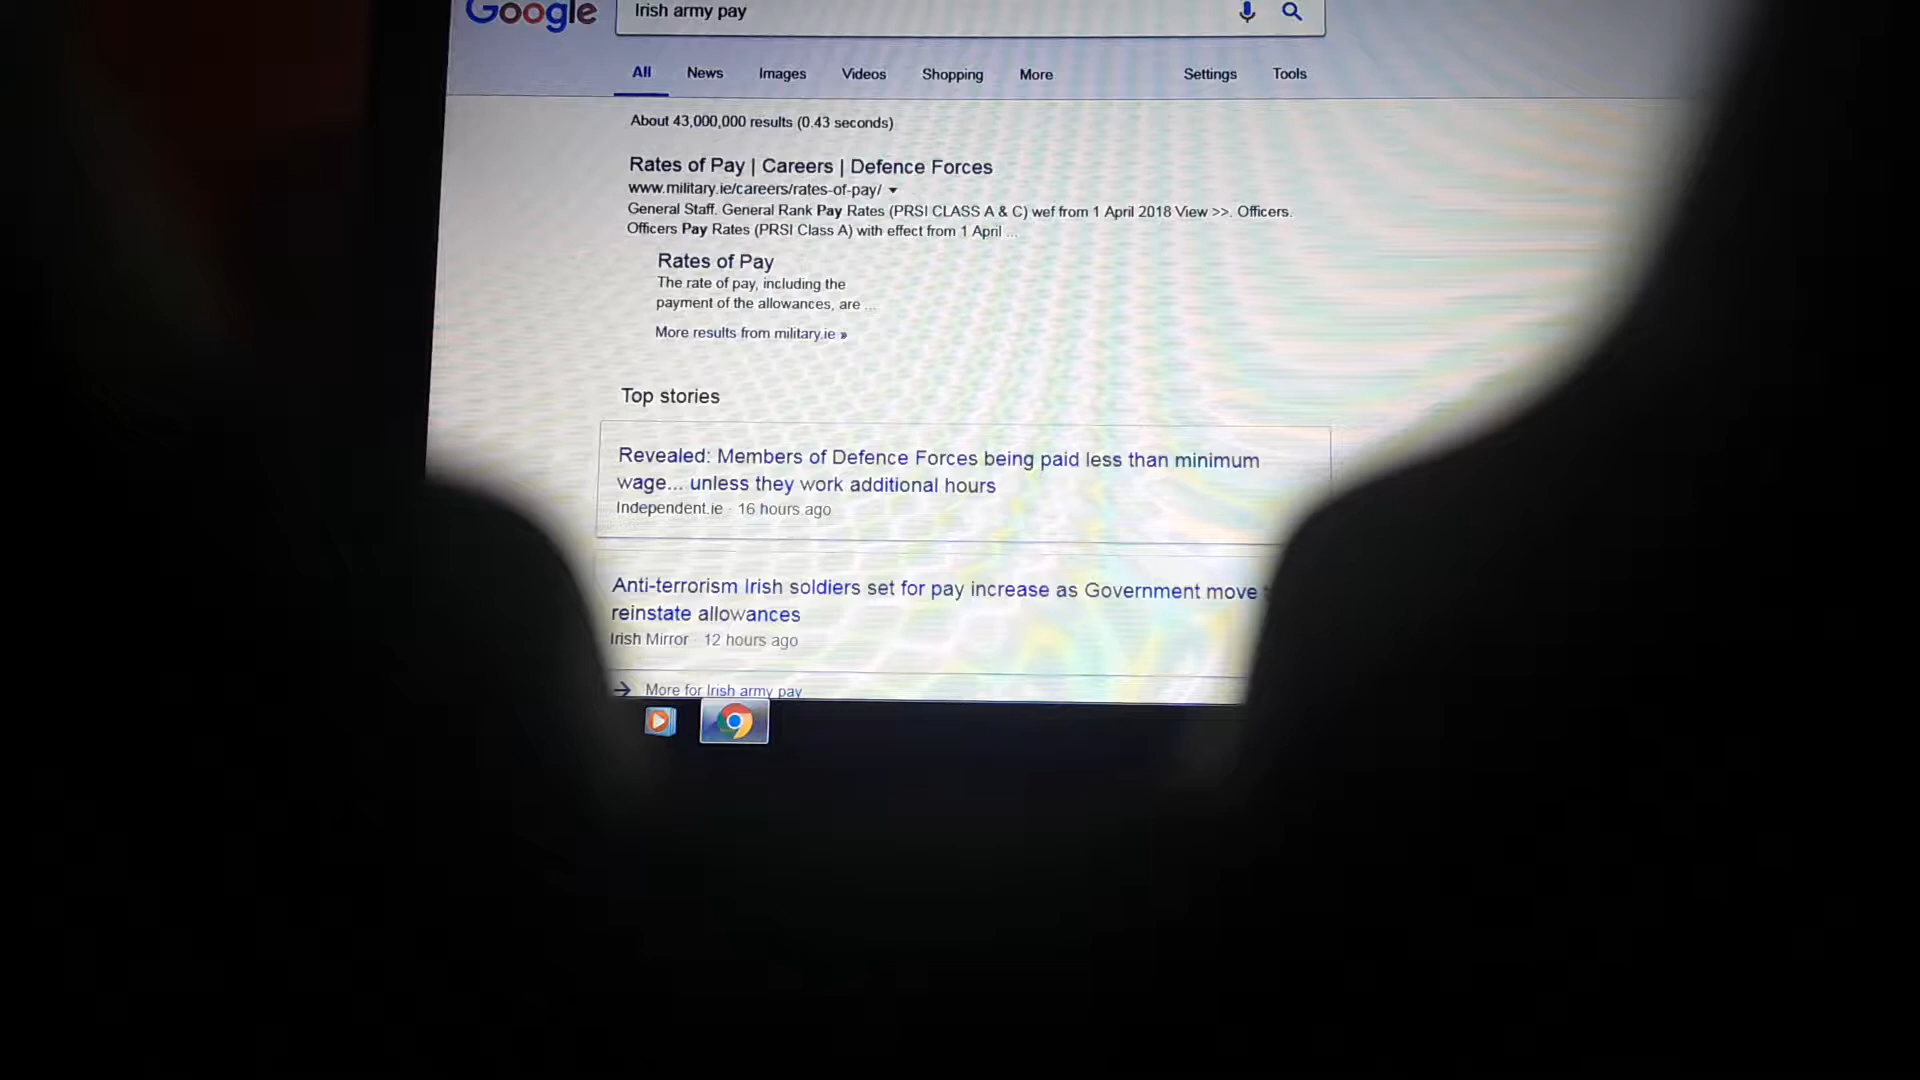 Google
Irish army pay
All News Images Videos Shopping More Settings Tools
About 43,000,000 results (0.43 seconds)
Rates of Pay | Careers | Defence Forces
www.military.ie/careers/rates-of-pay/
General Staff. General Rank Pay Rates (PRSI CLASS A & C) wef from 1 April 2018 View >>. Officers.
Officers Pay Rates (PRSI Class A) with effect from 1 April ...
Rates of Pay
The rate of pay, including the
payment of the allowances, are ...
More results from military.ie »
Top stories
Revealed: Members of Defence Forces being paid less than minimum
wage... unless they work additional hours
Independent.ie · 16 hours ago
Anti-terrorism Irish soldiers set for pay increase as Government move
reinstate allowances
Irish Mirror · 12 hours ago
More for Irish army pay